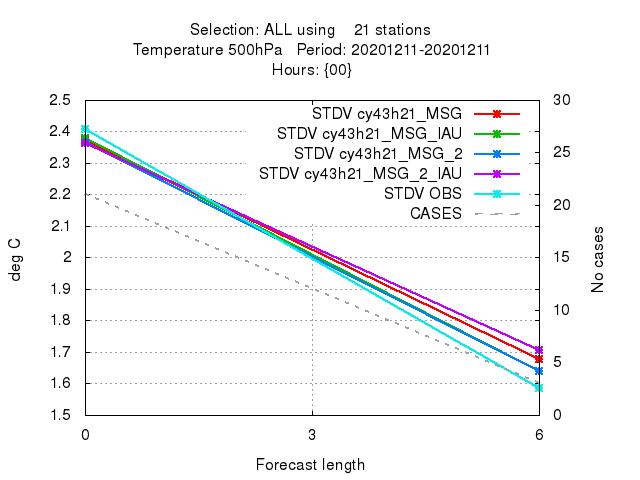 Selection: ALL using    21 stations
Temperature 500hPa   Period: 20201211-20201211
Hours: {00}
2.5
2.4
2.3
2.2
2.1
2
1.9
1.8
1.7
1.6
1.5
deg C
STDV cy43h21_MSG
STDV cy43h21_MSG_IAU
STDV cy43h21_MSG_2
STDV cy43h21_MSG_2_IAU
STDV OBS
CASES
30
25
20
15
10
5
0
No cases
0 3 6
Forecast length